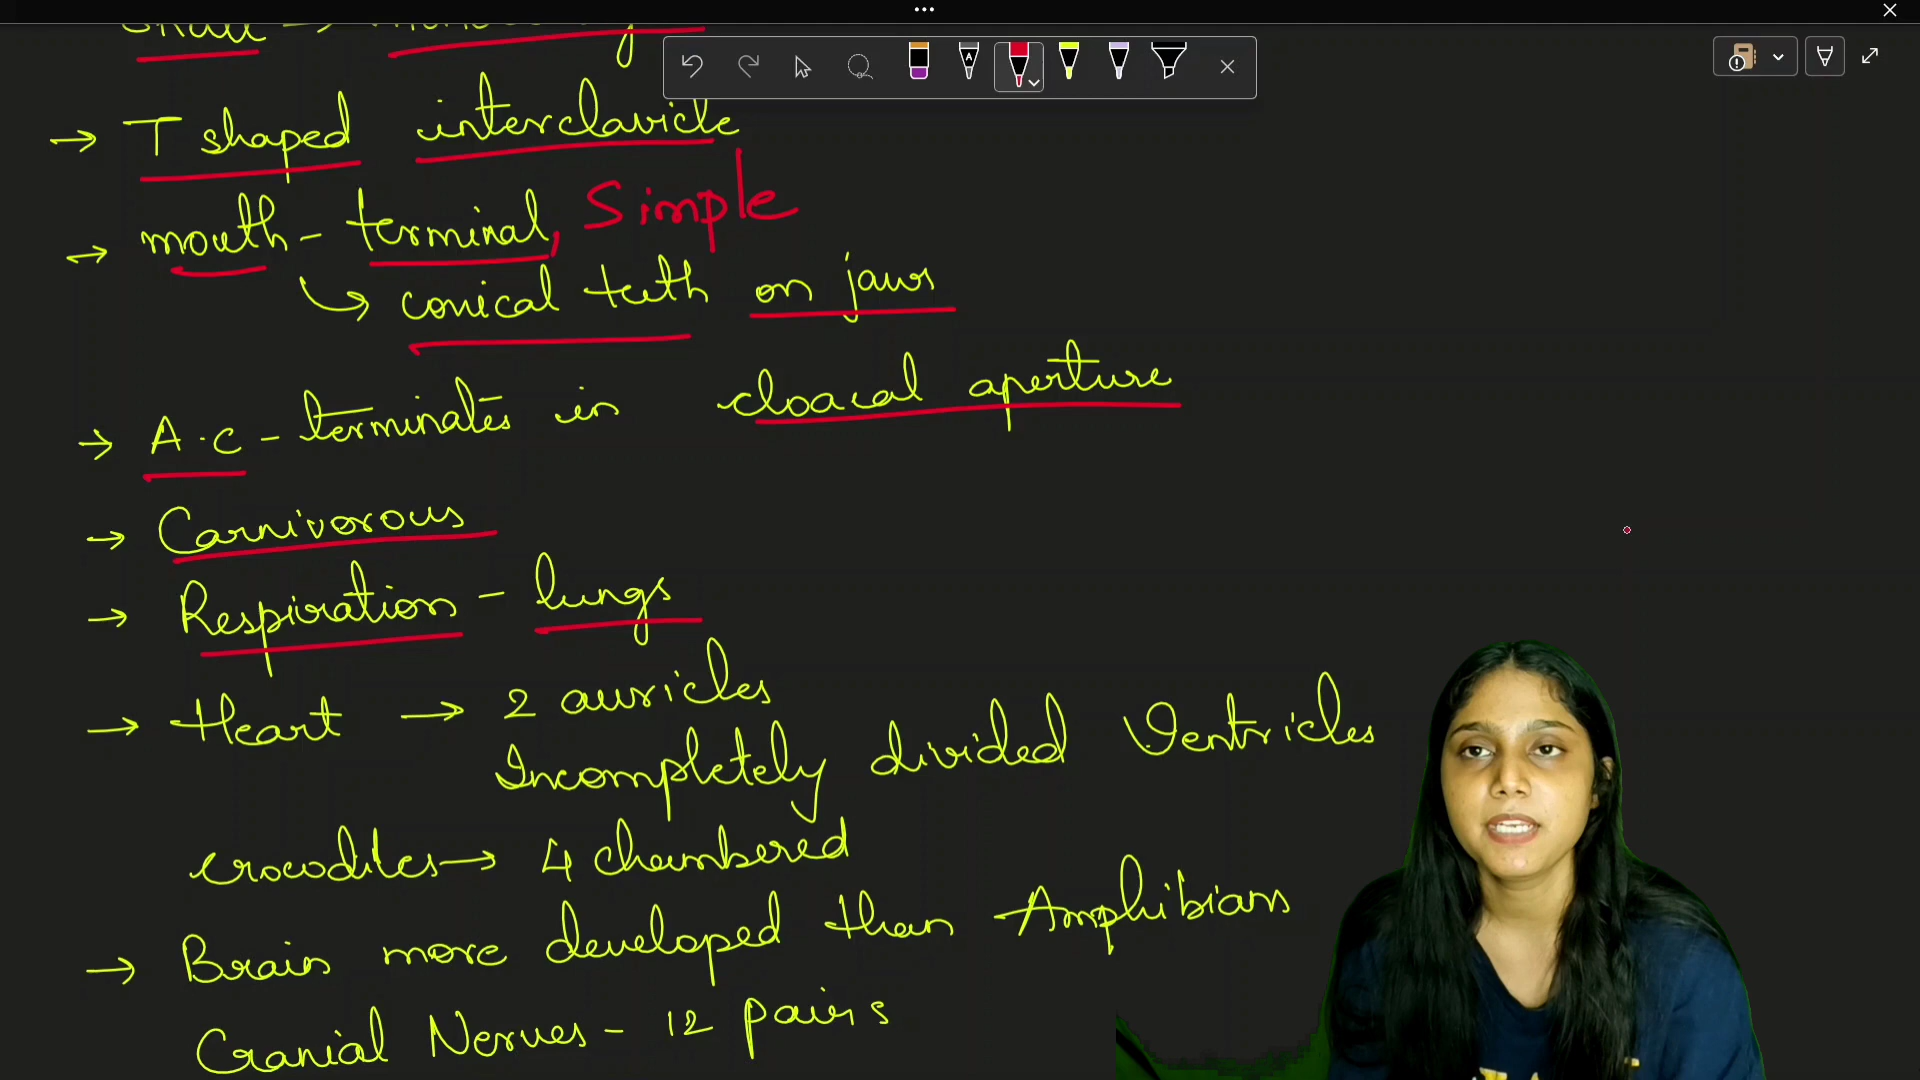 → T shaped interclavicle
→ mouth - terminal, Simple
↳ conical teeth on jaws
→ A.C - terminates in cloacal aperture
→ Carnivorous
→ Respiration - lungs
→ Heart → 2 auricles
Incompletely divided Ventricles
crocodiles → 4 chambered
→ Brain more developed than Amphibians
Cranial Nerves - 12 pairs